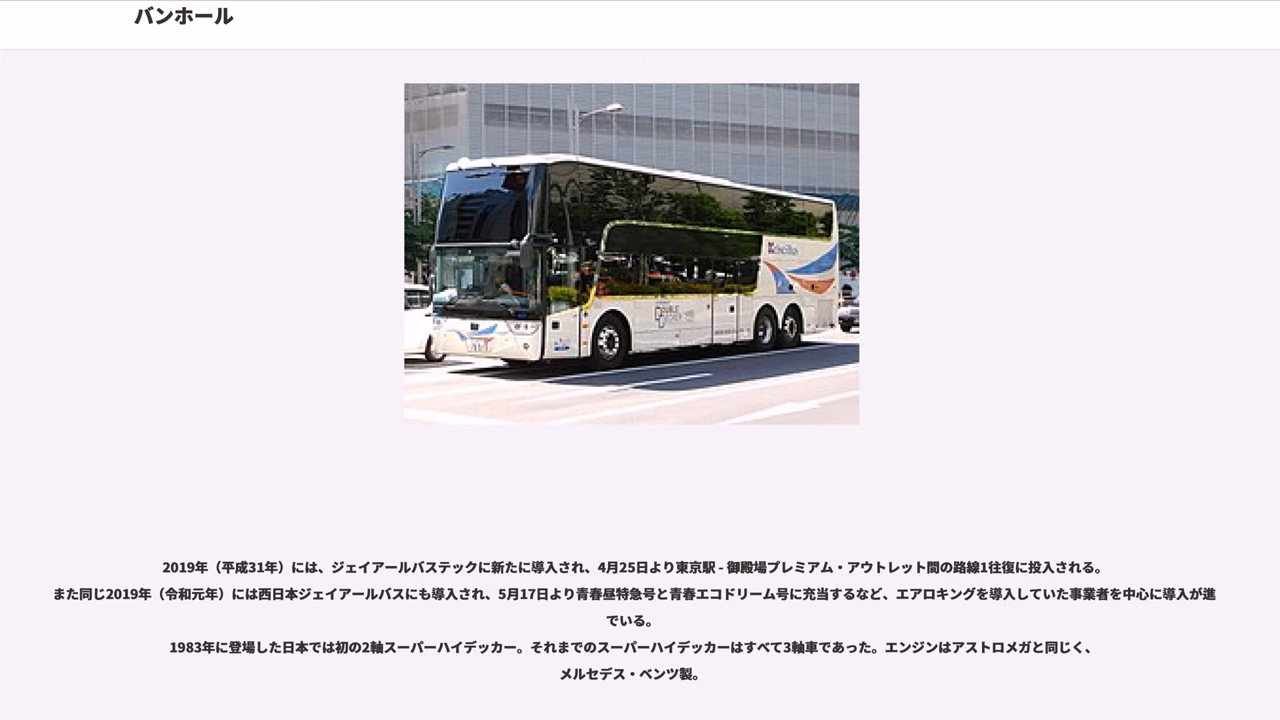 バンホール
Keisei Bus
2019年（平成31年）には、ジェイアールバステックに新たに導入され、4月25日より東京駅 - 御殿場プレミアム・アウトレット間の路線1往復に投入される。
また同じ2019年（令和元年）には西日本ジェイアールバスにも導入され、5月17日より青春昼特急号と青春エコドリーム号に充当するなど、エアロキングを導入していた事業者を中心に導入が進
でいる。
1983年に登場した日本では初の2軸スーパーハイデッカー。それまでのスーパーハイデッカーはすべて3軸車であった。エンジンはアストロメガと同じく、
メルセデス・ベンツ製。